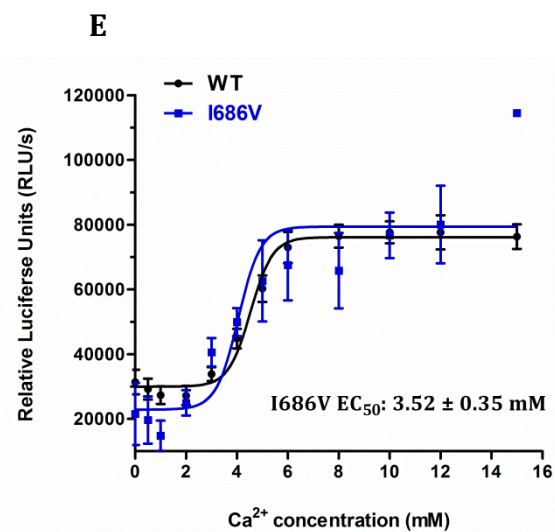 E
WT
I686V
120000
100000
80000
60000
40000
20000
Relative Luciferse Units (RLU/s)
I686V EC₅₀: 3.52 ± 0.35 mM
0 2 4 6 8 10 12 14 16
Ca²⁺ concentration (mM)